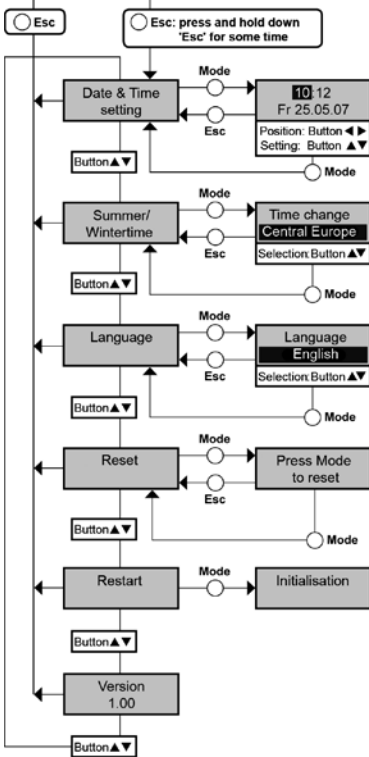 Esc
Esc: press and hold down
'Esc' for some time
Mode
Date & Time
setting
10:12
Fr 25.05.07
Esc
Position: Button ◀ ▶
Setting: Button ▲▼
Mode
Button▲▼
Mode
Summer/
Wintertime
Time change
Central Europe
Esc
Selection: Button ▲▼
Mode
Button▲▼
Mode
Language
Language
English
Esc
Selection: Button ▲▼
Mode
Button▲▼
Mode
Reset
Press Mode
to reset
Esc
Mode
Button▲▼
Mode
Restart
Initialisation
Button▲▼
Version
1.00
Button▲▼